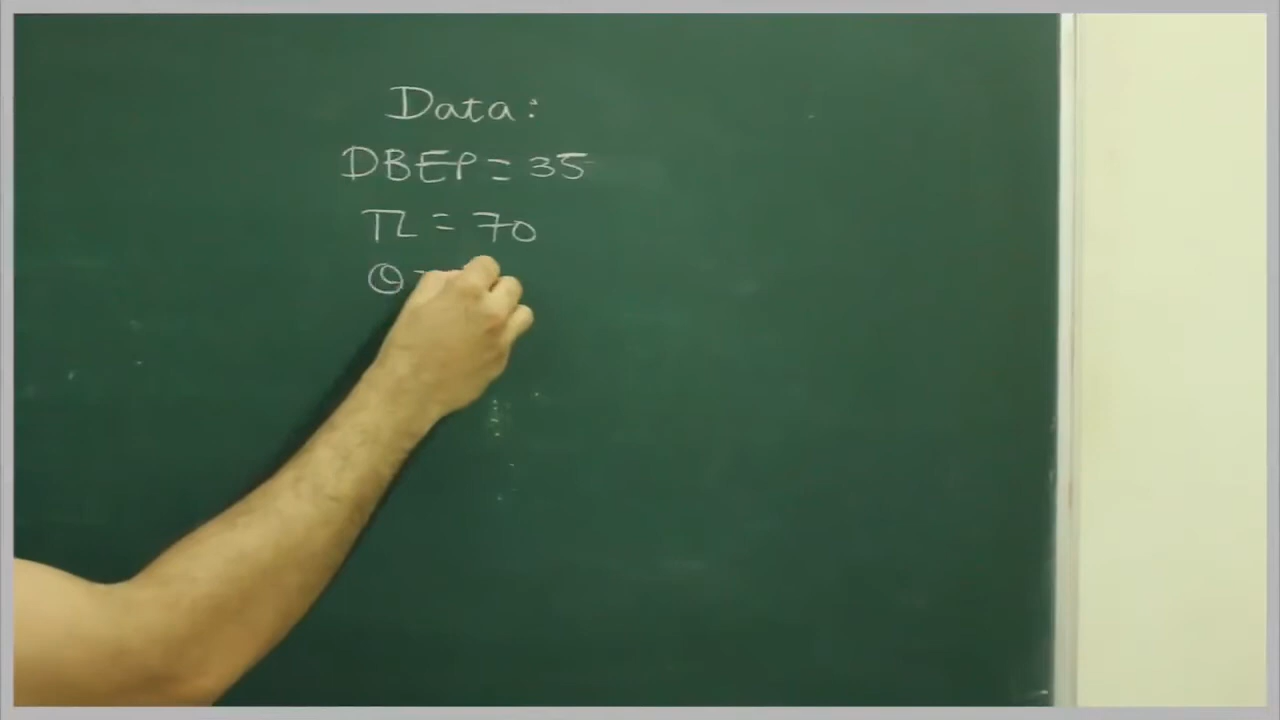 Data:
DBEP = 35
TL = 70
θ =